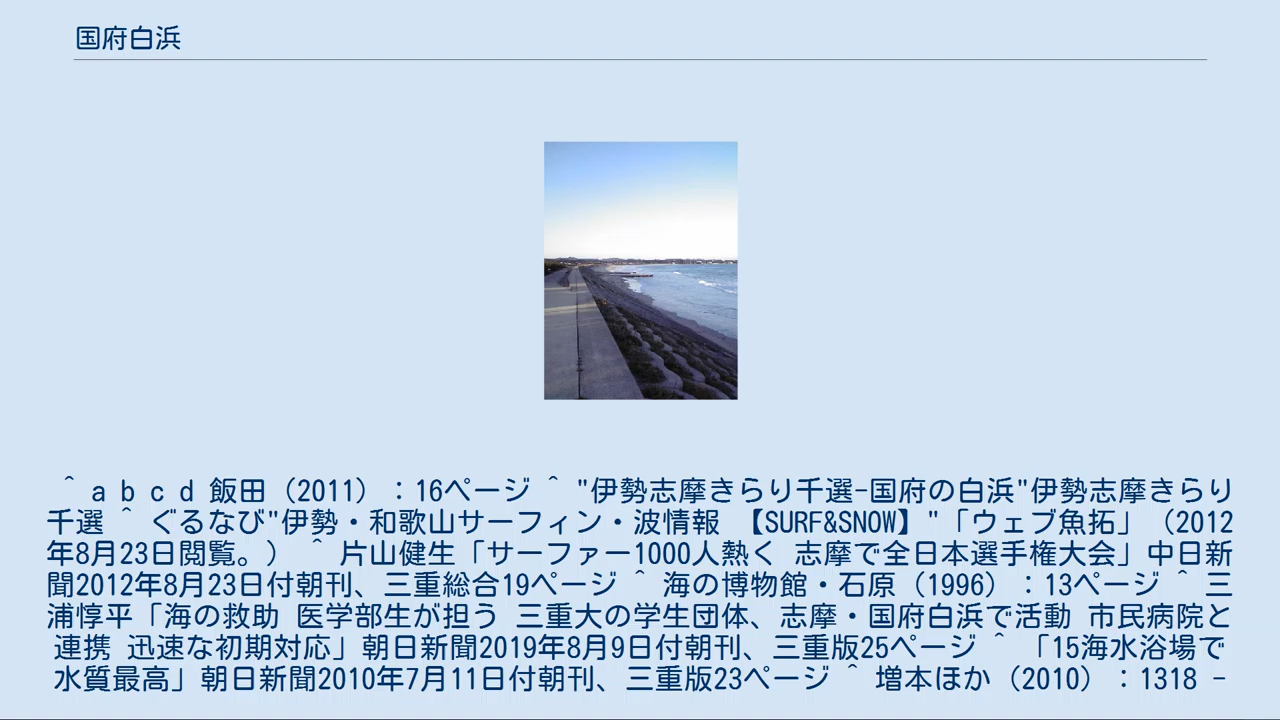 国府白浜
^ a b c d 飯田（2011）：16ページ ^ "伊勢志摩きらり千選-国府の白浜"伊勢志摩きらり
千選 ^ ぐるなび"伊勢・和歌山サーフィン・波情報 【SURF&SNOW】"「ウェブ魚拓」（2012
年8月23日閲覧。） ^ 片山健生「サーファー1000人熱く 志摩で全日本選手権大会」中日新
聞2012年8月23日付朝刊、三重総合19ページ ^ 海の博物館・石原（1996）：13ページ ^ 三
浦惇平「海の救助 医学部生が担う 三重大の学生団体、志摩・国府白浜で活動 市民病院と
連携 迅速な初期対応」朝日新聞2019年8月9日付朝刊、三重版25ページ ^ 「15海水浴場で
水質最高」朝日新聞2010年7月11日付朝刊、三重版23ページ ^ 増本ほか（2010）：1318 -